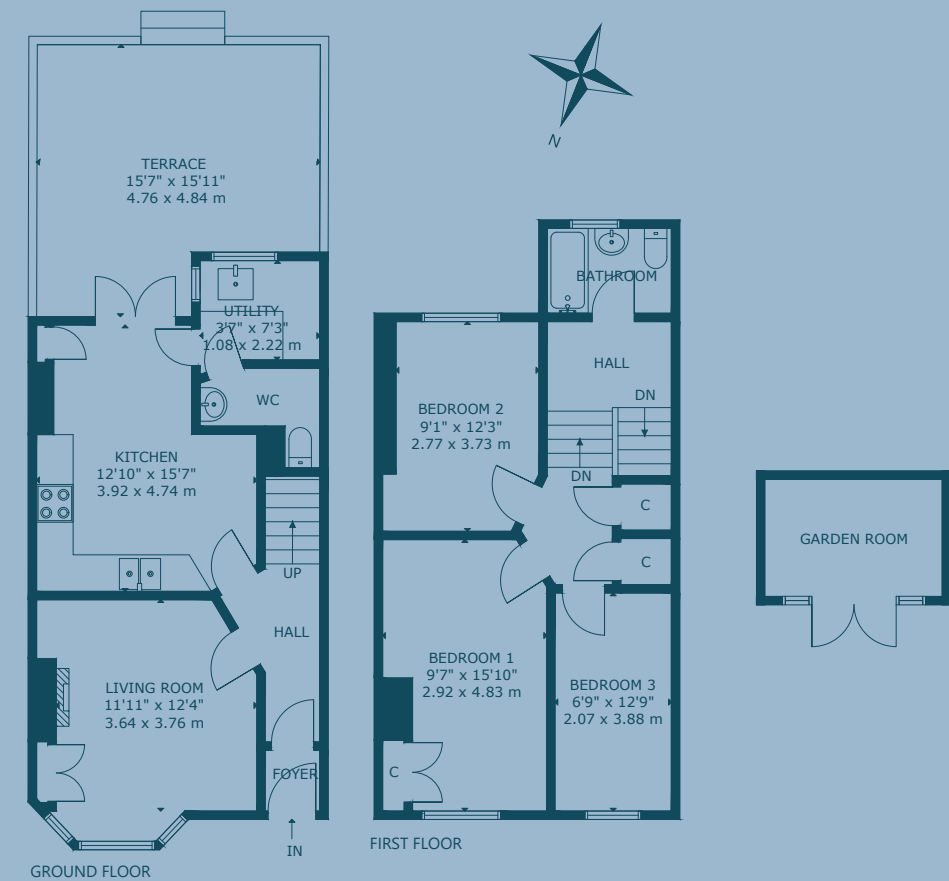 TERRACE
15'7" x 15'11"
4.76 x 4.84 m
UTILITY
3'7" x 7'3"
1.08 x 2.22 m
WC
KITCHEN
12'10" x 15'7"
3.92 x 4.74 m
UP
HALL
LIVING ROOM
11'11" x 12'4"
3.64 x 3.76 m
FOYER
IN
GROUND FLOOR
N
BATHROOM
HALL
DN
BEDROOM 2
9'1" x 12'3"
2.77 x 3.73 m
DN
C
C
BEDROOM 1
9'7" x 15'10"
2.92 x 4.83 m
BEDROOM 3
6'9" x 12'9"
2.07 x 3.88 m
C
FIRST FLOOR
GARDEN ROOM